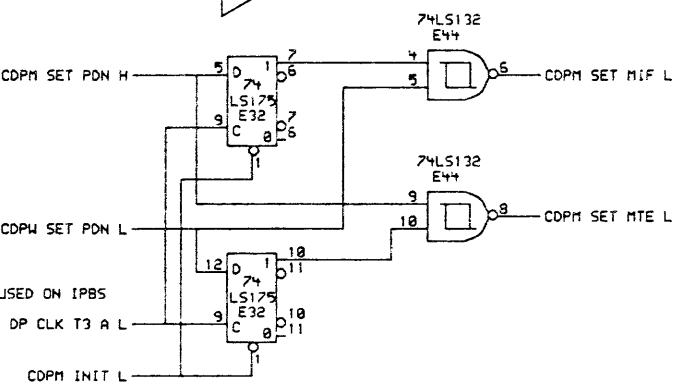 74LS132
E44
7
4
CDPM SET PDN H
5
D
1
6
5
6
CDPM SET MIF L
74
LS175
E32
9
C
7
6
0
1
74LS132
E44
9
10
8
CDPM SET MTE L
CDPW SET PDN L
12
D
1
10
11
74
LS175
E32
USED ON IPBS
DP CLK T3 A L
9
C
10
11
0
1
CDPM INIT L